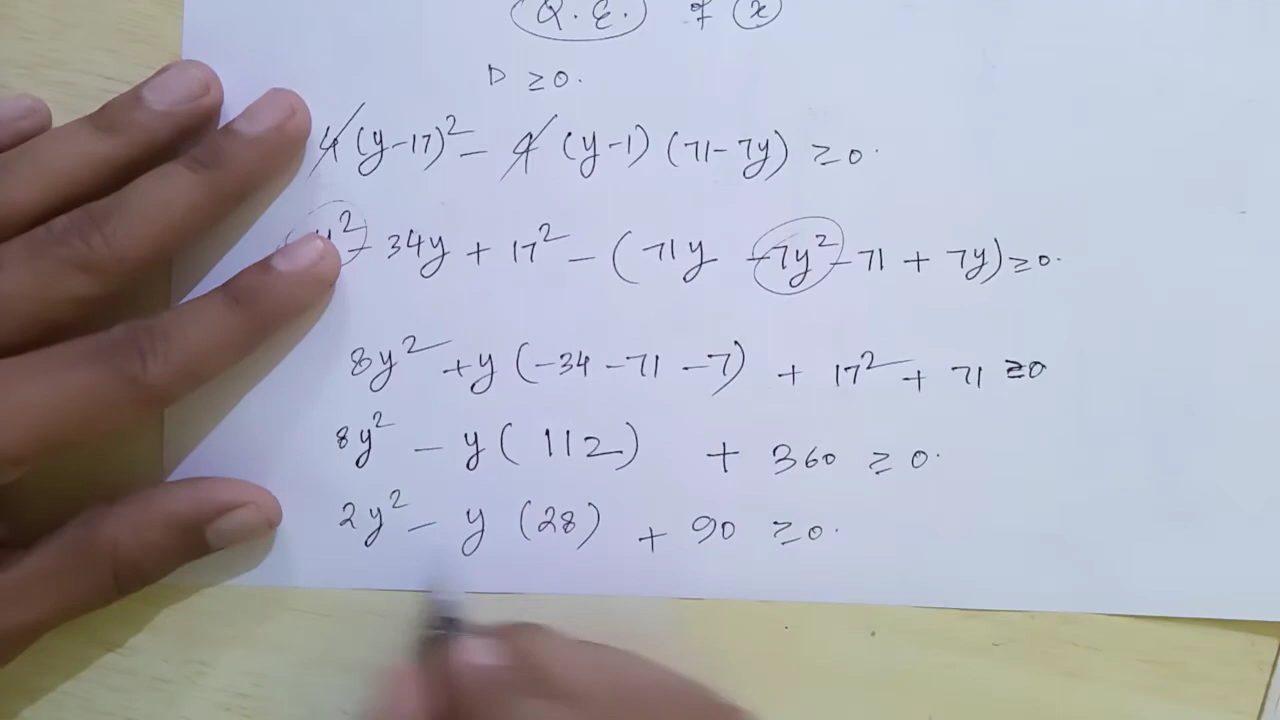 Q.E. of x
D ≥ 0.
4(y-17)² - 4(y-1)(71-7y) ≥ 0.
y² - 34y + 17² - (71y - 7y² - 71 + 7y) ≥ 0.
8y² + y(-34 - 71 - 7) + 17² + 71 ≥ 0
8y² - y(112) + 360 ≥ 0.
2y² - y(28) + 90 ≥ 0.